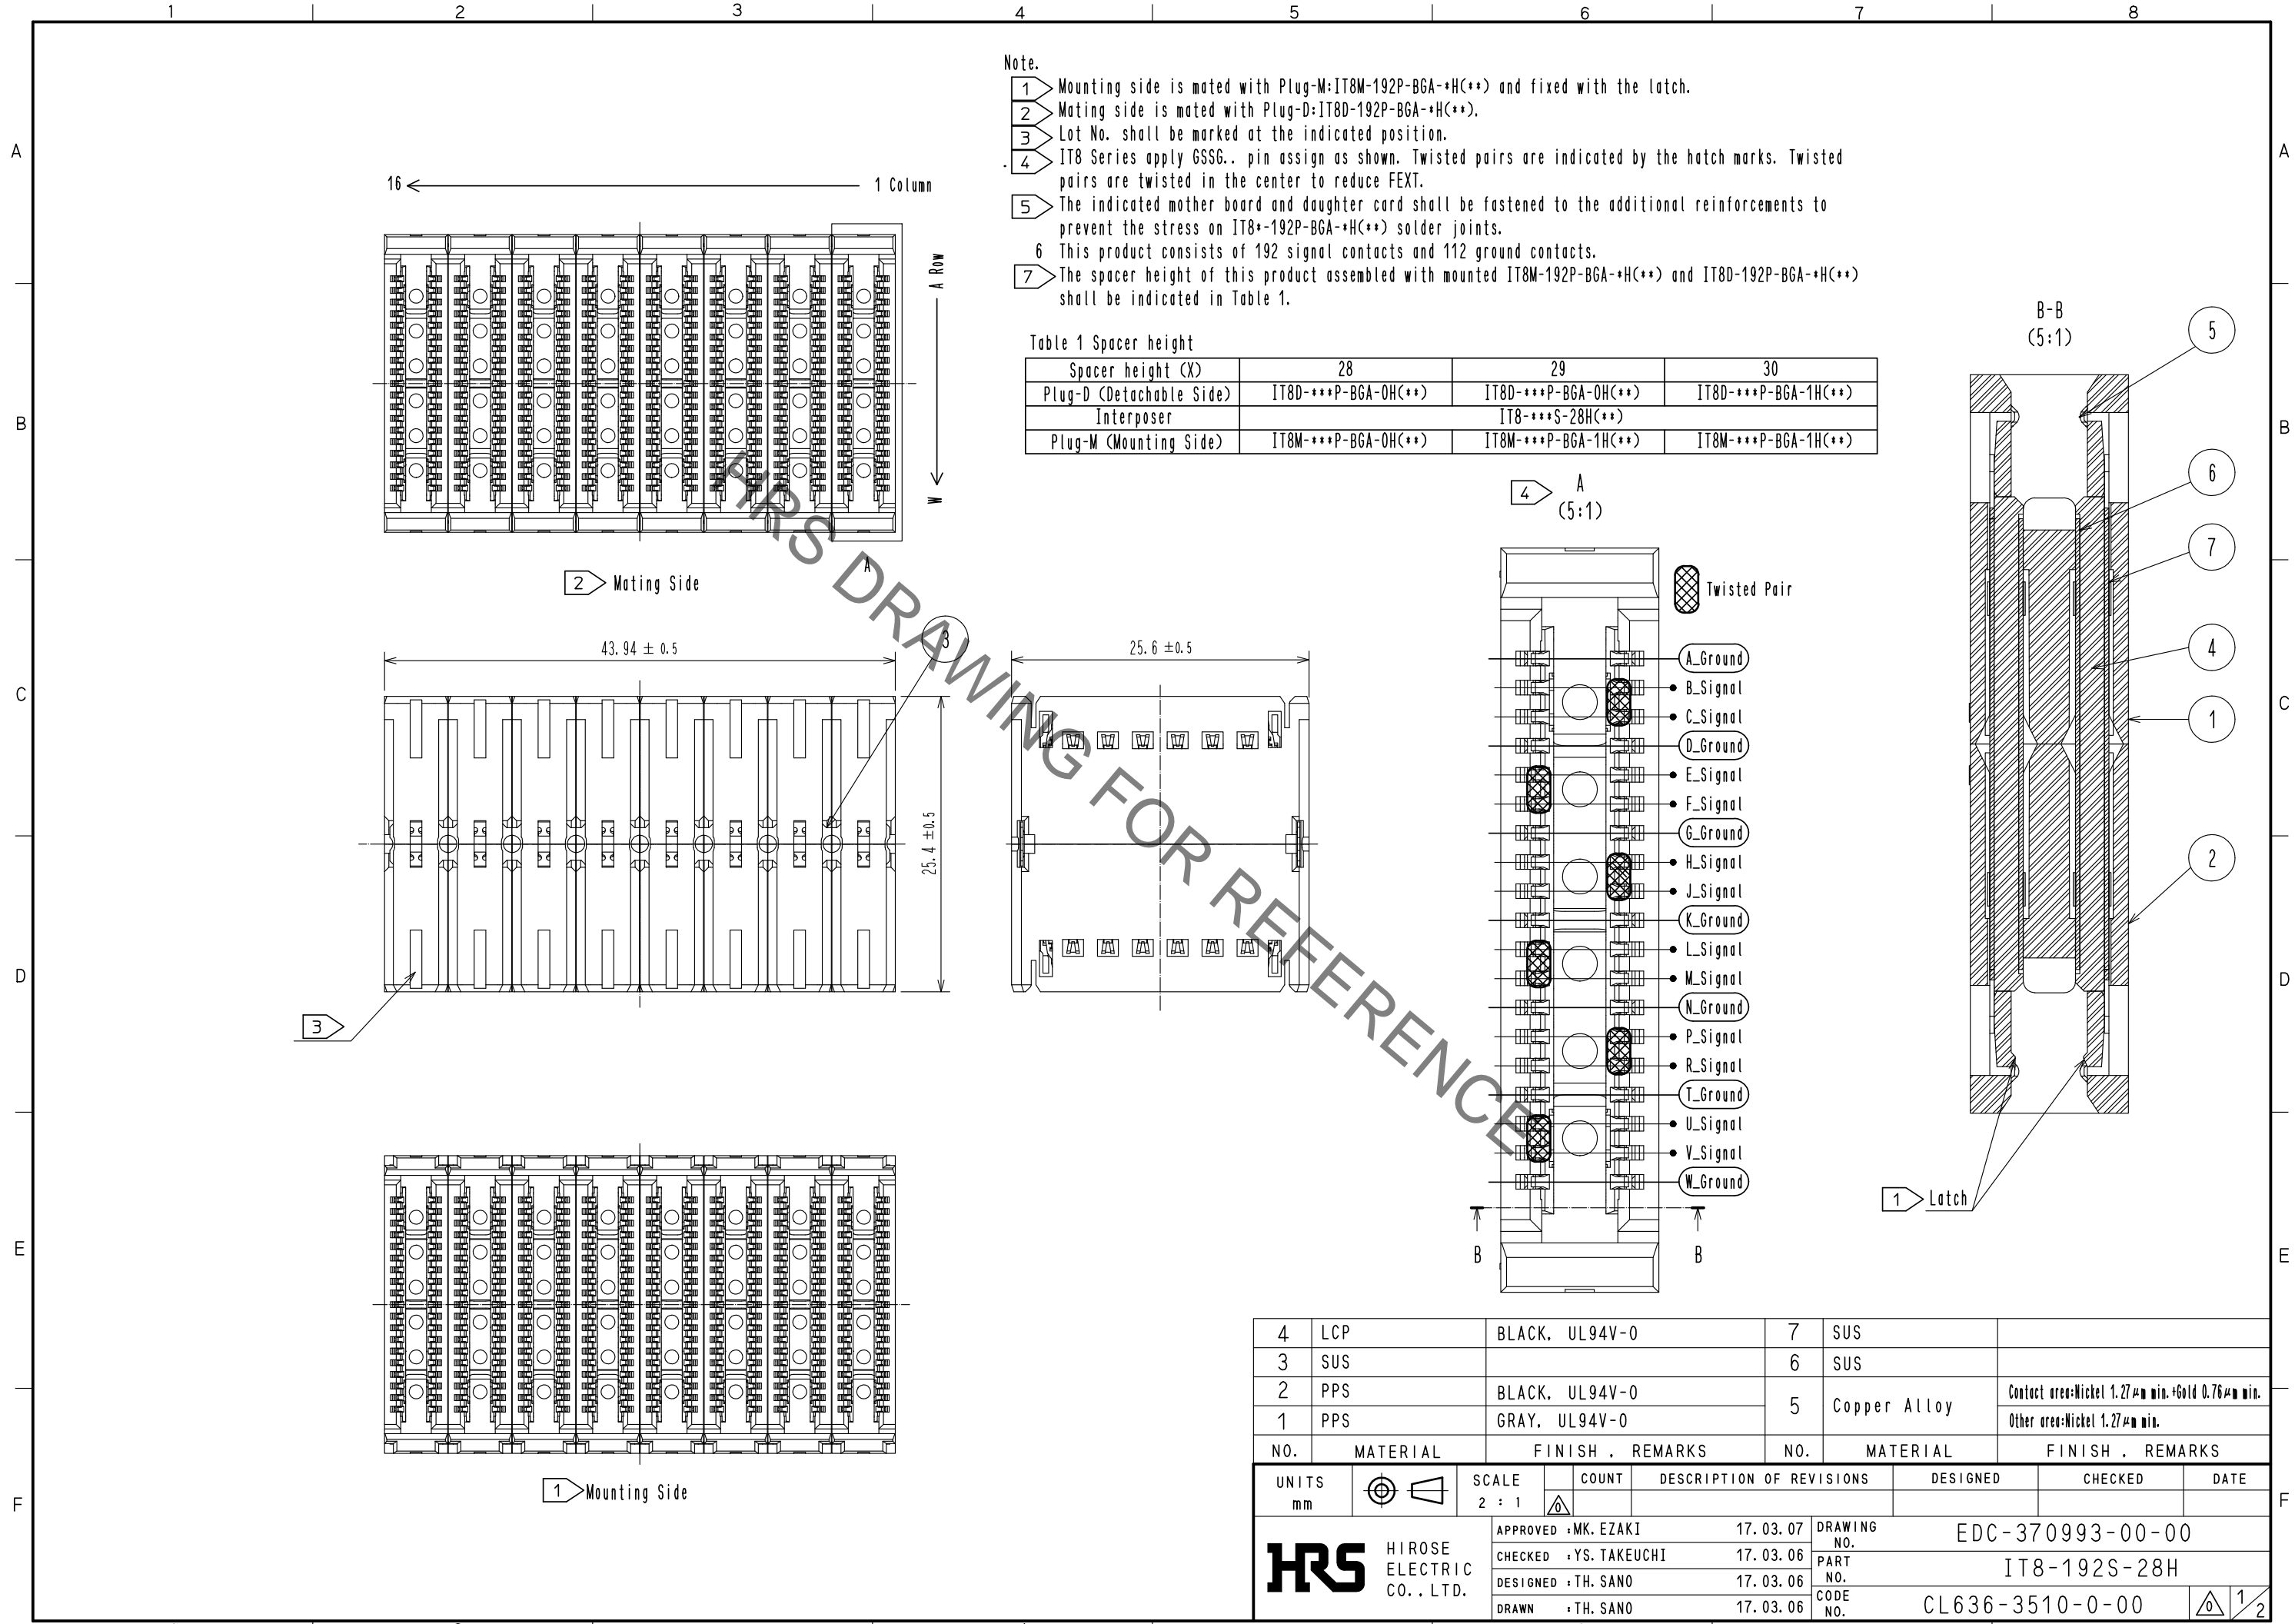 1 2 3 4 5 6 7 8
A
B
C
D
E
F
A
B
C
D
E
F
Note.
1 Mounting side is mated with Plug-M:IT8M-192P-BGA-*H(**) and fixed with the latch.
2 Mating side is mated with Plug-D:IT8D-192P-BGA-*H(**).
3 Lot No. shall be marked at the indicated position.
4 IT8 Series apply GSSG.. pin assign as shown. Twisted pairs are indicated by the hatch marks. Twisted
pairs are twisted in the center to reduce FEXT.
5 The indicated mother board and daughter card shall be fastened to the additional reinforcements to
prevent the stress on IT8*-192P-BGA-*H(**) solder joints.
6 This product consists of 192 signal contacts and 112 ground contacts.
7 The spacer height of this product assembled with mounted IT8M-192P-BGA-*H(**) and IT8D-192P-BGA-*H(**)
shall be indicated in Table 1.
Table 1 Spacer height
Spacer height (X) 28 29 30
Plug-D (Detachable Side) IT8D-***P-BGA-0H(**) IT8D-***P-BGA-0H(**) IT8D-***P-BGA-1H(**)
Interposer IT8-***S-28H(**)
Plug-M (Mounting Side) IT8M-***P-BGA-0H(**) IT8M-***P-BGA-1H(**) IT8M-***P-BGA-1H(**)
16 1 Column
A Row
W
A
2 Mating Side
43.94 ±0.5
3
25.4 ±0.5
3
25.6 ±0.5
1 Mounting Side
4 A
(5:1)
Twisted Pair
A_Ground
B_Signal
C_Signal
D_Ground
E_Signal
F_Signal
G_Ground
H_Signal
J_Signal
K_Ground
L_Signal
M_Signal
N_Ground
P_Signal
R_Signal
T_Ground
U_Signal
V_Signal
W_Ground
B B
B-B
(5:1)
5
6
7
4
1
2
1 Latch
HRS DRAWING FOR REFERENCE
4 LCP BLACK, UL94V-0 7 SUS
3 SUS 6 SUS
2 PPS BLACK, UL94V-0 5 Copper Alloy Contact area:Nickel 1.27μm min.+Gold 0.76μm min.
1 PPS GRAY, UL94V-0 Other area:Nickel 1.27μm min.
NO. MATERIAL FINISH , REMARKS NO. MATERIAL FINISH , REMARKS
UNITS
mm
SCALE
2 : 1
COUNT DESCRIPTION OF REVISIONS DESIGNED CHECKED DATE
0
HRS
HIROSE
ELECTRIC
CO.,LTD.
APPROVED :MK. EZAKI 17.03.07
CHECKED :YS. TAKEUCHI 17.03.06
DESIGNED :TH. SANO 17.03.06
DRAWN :TH. SANO 17.03.06
DRAWING NO. EDC-370993-00-00
PART NO. IT8-192S-28H
CODE NO. CL636-3510-0-00 0 1/2